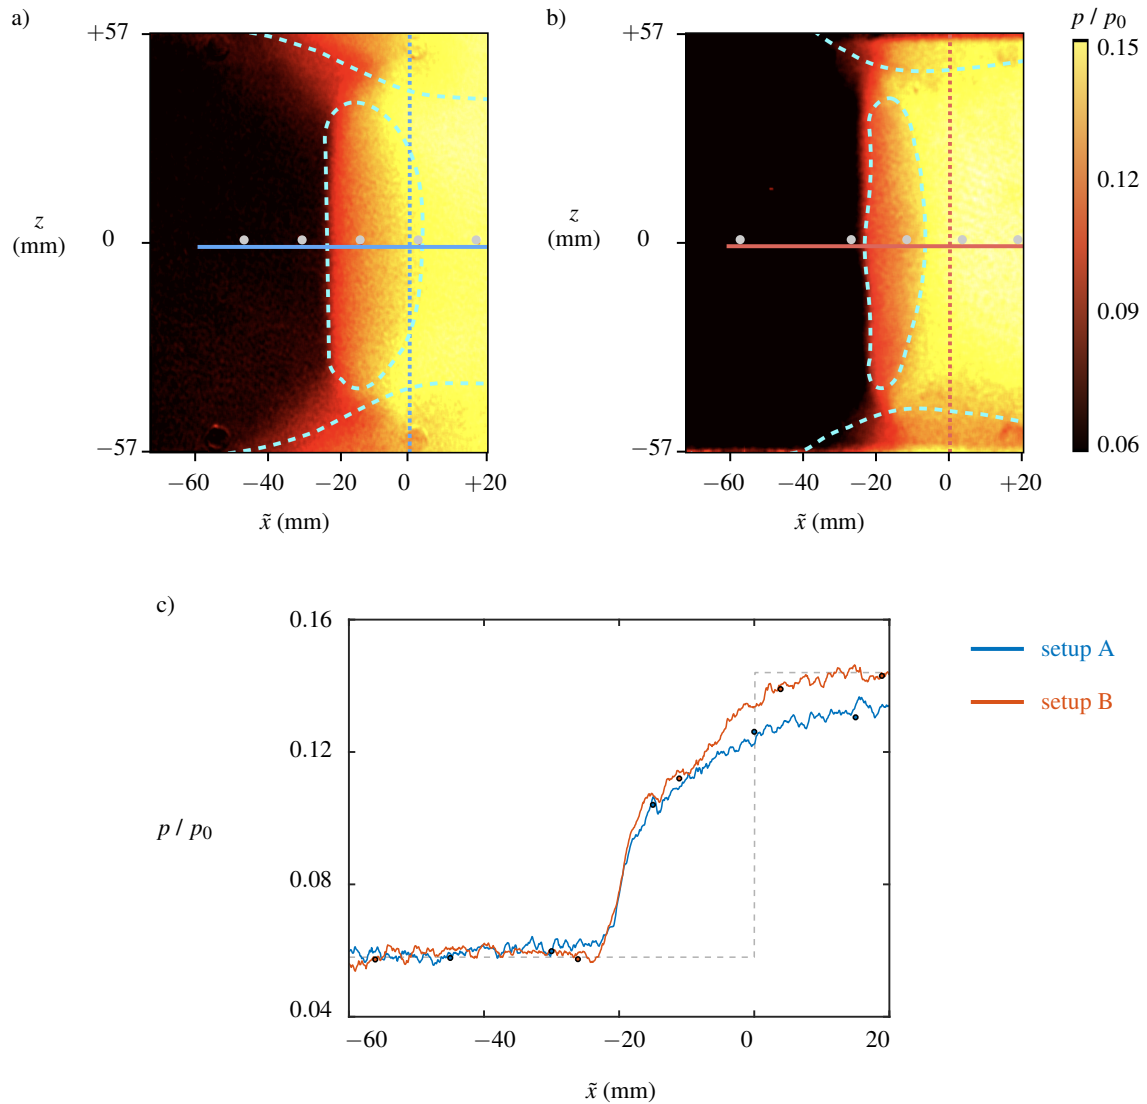 a)
b)
p / p₀
+57
z
(mm)
0
−57
−60 −40 −20 0 +20
x̃ (mm)
+57
z
(mm)
0
−57
−60 −40 −20 0 +20
x̃ (mm)
0.15
0.12
0.09
0.06
c)
0.16
0.12
p / p₀
0.08
0.04
−60 −40 −20 0 20
x̃ (mm)
setup A
setup B